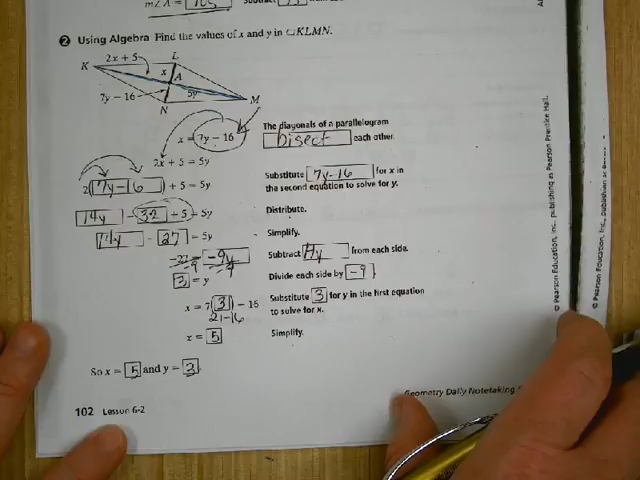 ② Using Algebra Find the values of x and y in ▱KLMN.
K
2x + 5
L
x
A
7y − 16
5y
N
M
x = 7y − 16
The diagonals of a parallelogram
bisect each other.
2x + 5 = 5y
2(7y−16) + 5 = 5y
Substitute 7y-16 for x in
the second equation to solve for y.
14y − 32 + 5 = 5y
Distribute.
14y − 27 = 5y
Simplify.
−27 = −9y
−9 −9
Subtract 14y from each side.
3 = y
Divide each side by −9.
x = 7(3) − 16
21−16
Substitute 3 for y in the first equation
to solve for x.
x = 5
Simplify.
So x = 5 and y = 3.
102 Lesson 6-2
Geometry Daily Notetaking
© Pearson Education, Inc., publishing as Pearson Prentice Hall.
© Pearson Education, Inc., publishing as